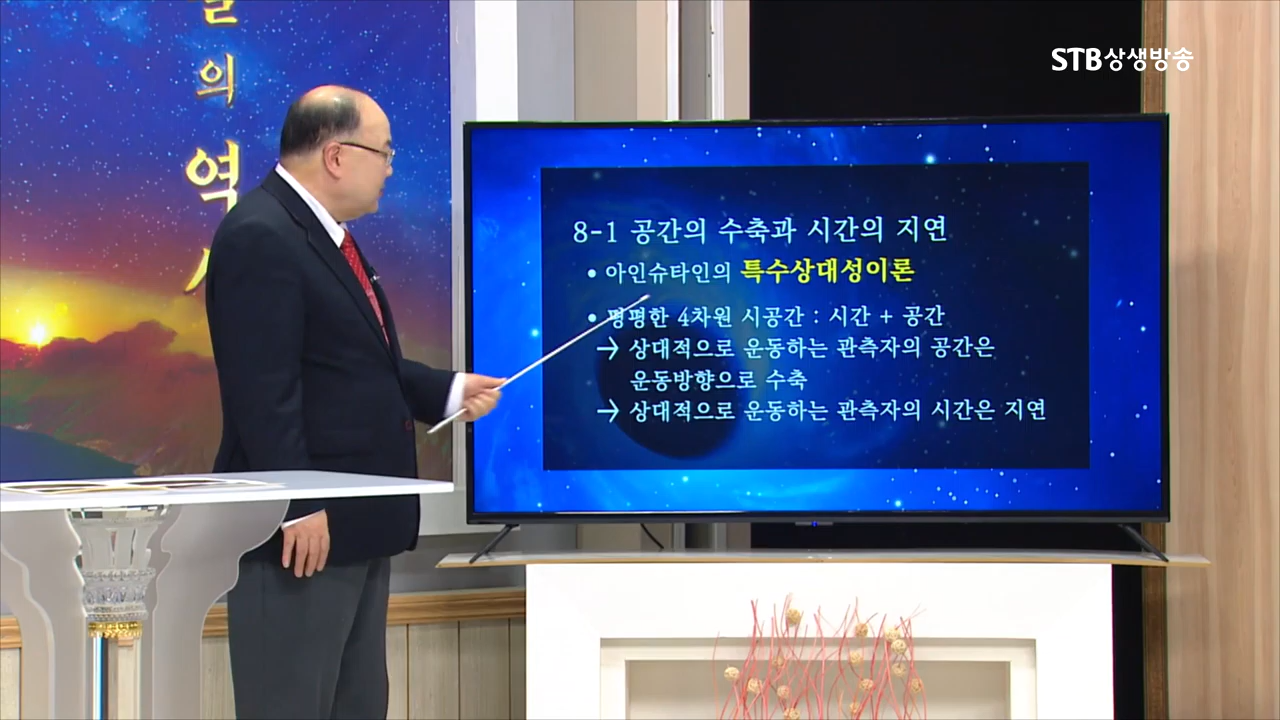 의
역
STB상생방송
8-1 공간의 수축과 시간의 지연
• 아인슈타인의 특수상대성이론
• 평평한 4차원 시공간 : 시간 + 공간
→ 상대적으로 운동하는 관측자의 공간은
운동방향으로 수축
→ 상대적으로 운동하는 관측자의 시간은 지연